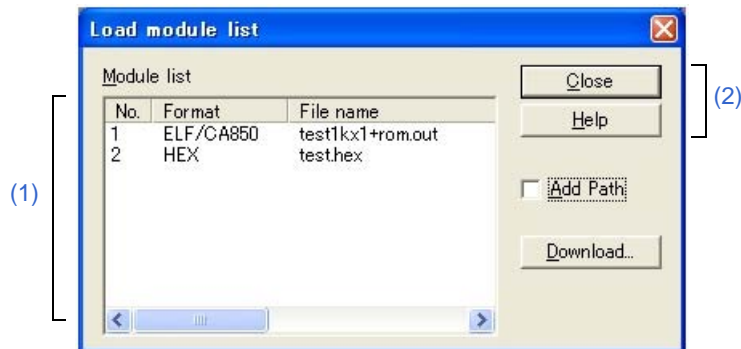 Load module list
Module list
Close
(2)
No. Format File name
Help
1 ELF/CA850 test1kx1+rom.out
2 HEX test.hex
(1)
Add Path
Download...